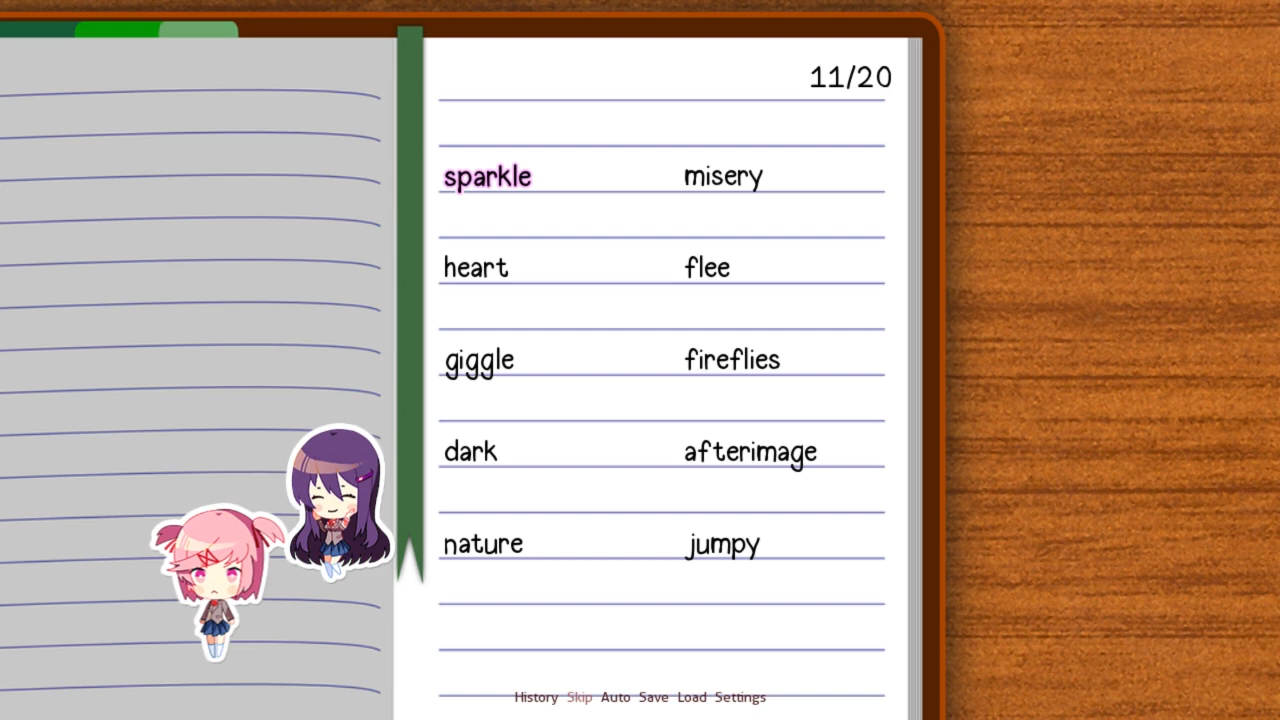 11/20
sparkle misery
heart flee
giggle fireflies
dark afterimage
nature jumpy
History Skip Auto Save Load Settings